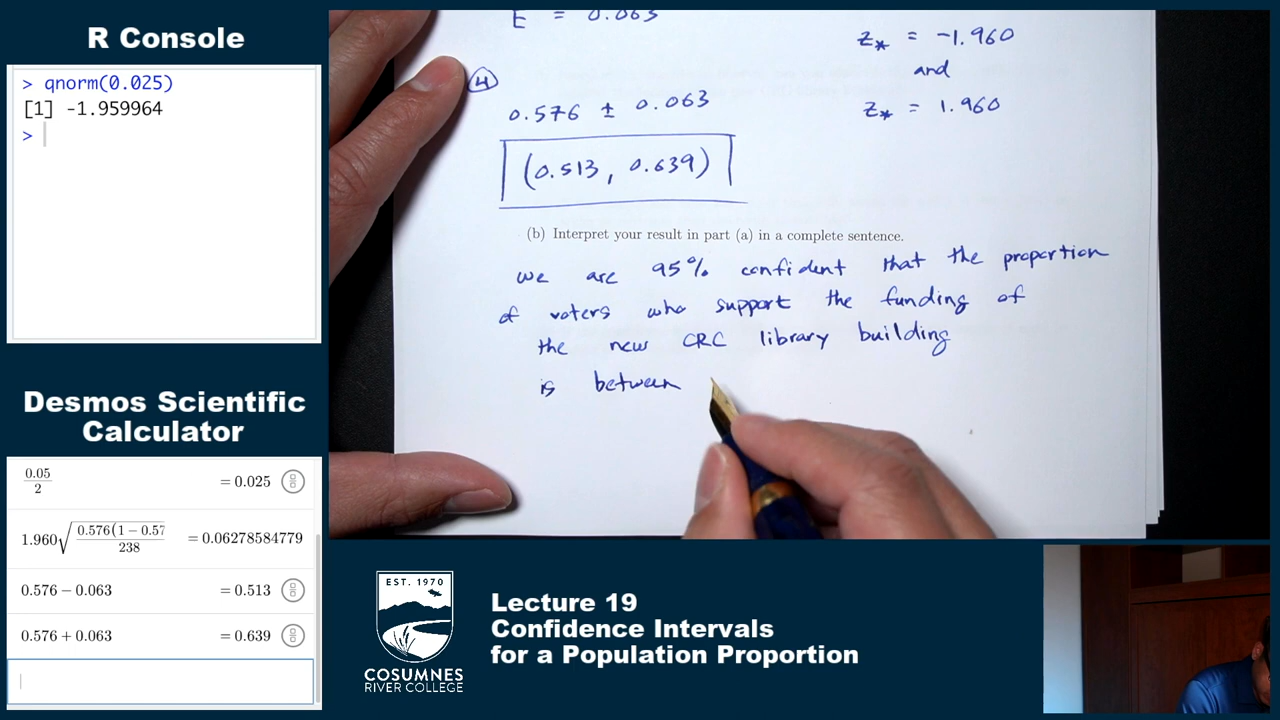 R Console
> qnorm(0.025)
[1] -1.959964
>
E = 0.063
z* = -1.960
and
z* = 1.960
4
0.576 ± 0.063
(0.513, 0.639)
(b) Interpret your result in part (a) in a complete sentence.
we are 95% confident that the proportion
of voters who support the funding of
the new CRC library building
is between
Desmos Scientific
Calculator
0.05/2 = 0.025
1.960√(0.576(1 − 0.57/238 = 0.06278584779
0.576 − 0.063 = 0.513
0.576 + 0.063 = 0.639
EST. 1970
COSUMNES
RIVER COLLEGE
Lecture 19
Confidence Intervals
for a Population Proportion